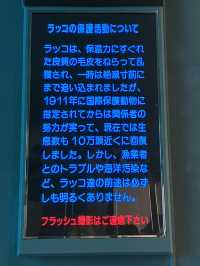 ラッコの保護活動について
ラッコは、保温力にすぐれ
た良質の毛皮をねらって乱
獲され、一時は絶滅寸前に
まで追い込まれましたが、
1911年に国際保護動物に
指定されてからは関係者の
努力が実って、現在では生
息数も10万頭近くに回復
しました。しかし、漁業者
とのトラブルや海洋汚染な
ど、ラッコ達の前途は必ず
しも明るくありません。
フラッシュ撮影はご遠慮下さい